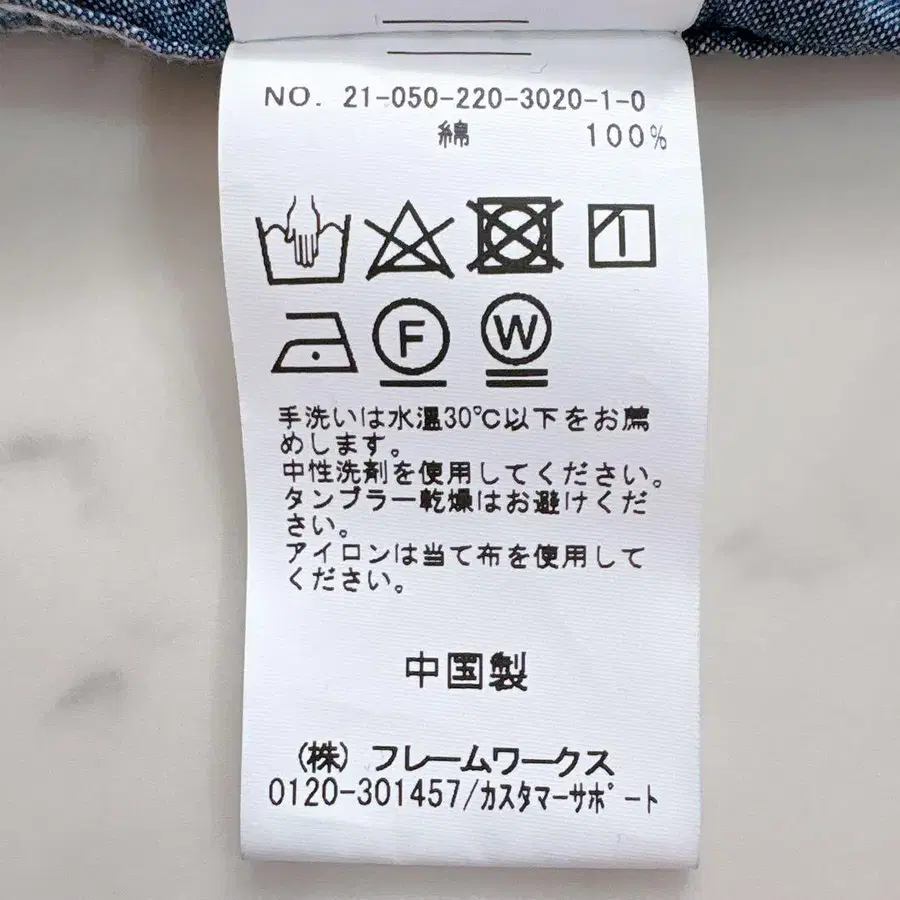 NO. 21-050-220-3020-1-0
綿 100%
F W
手洗いは水温30℃以下をお薦
めします。
中性洗剤を使用してください。
タンブラー乾燥はお避けくだ
さい。
アイロンは当て布を使用して
ください。
中国製
(株) フレームワークス
0120-301457/カスタマーサポート